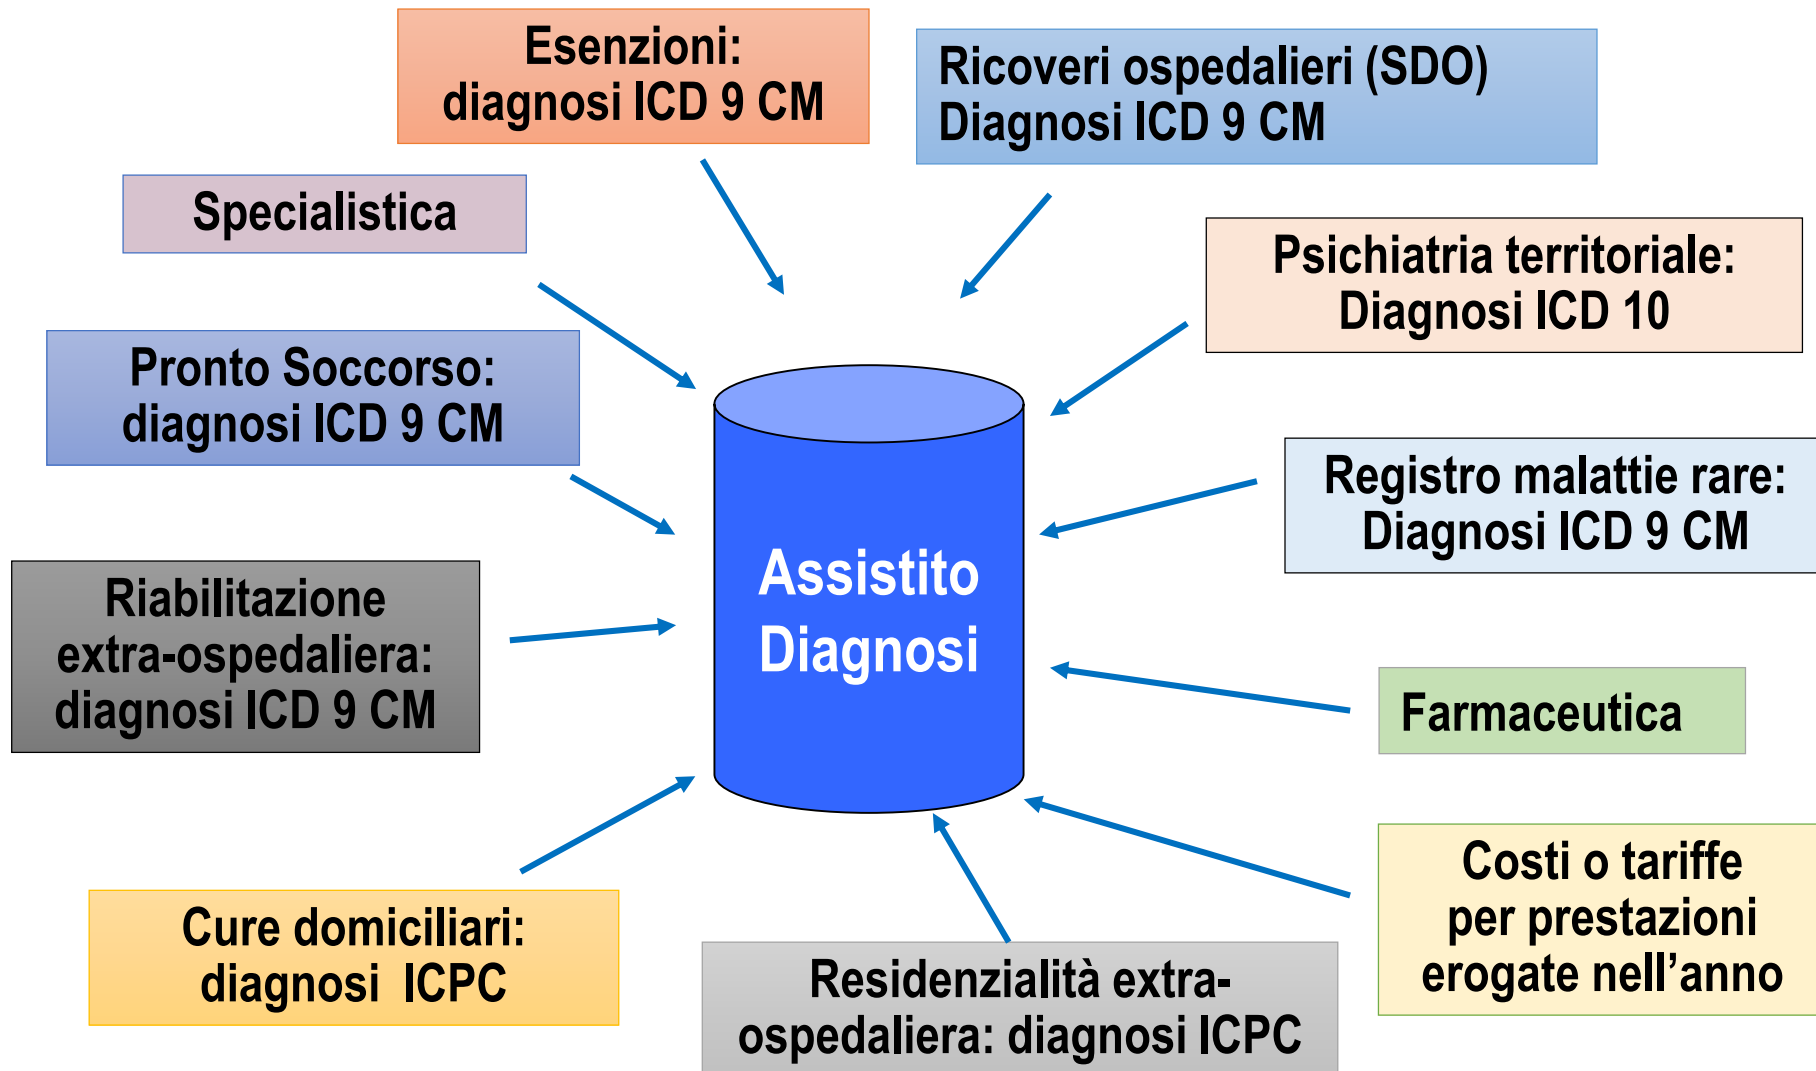 Esenzioni:
diagnosi ICD 9 CM
Ricoveri ospedalieri (SDO)
Diagnosi ICD 9 CM
Specialistica
Psichiatria territoriale:
Diagnosi ICD 10
Pronto Soccorso:
diagnosi ICD 9 CM
Registro malattie rare:
Diagnosi ICD 9 CM
Assistito
Diagnosi
Riabilitazione
extra-ospedaliera:
diagnosi ICD 9 CM
Farmaceutica
Cure domiciliari:
diagnosi ICPC
Residenzialità extra-
ospedaliera: diagnosi ICPC
Costi o tariffe
per prestazioni
erogate nell’anno